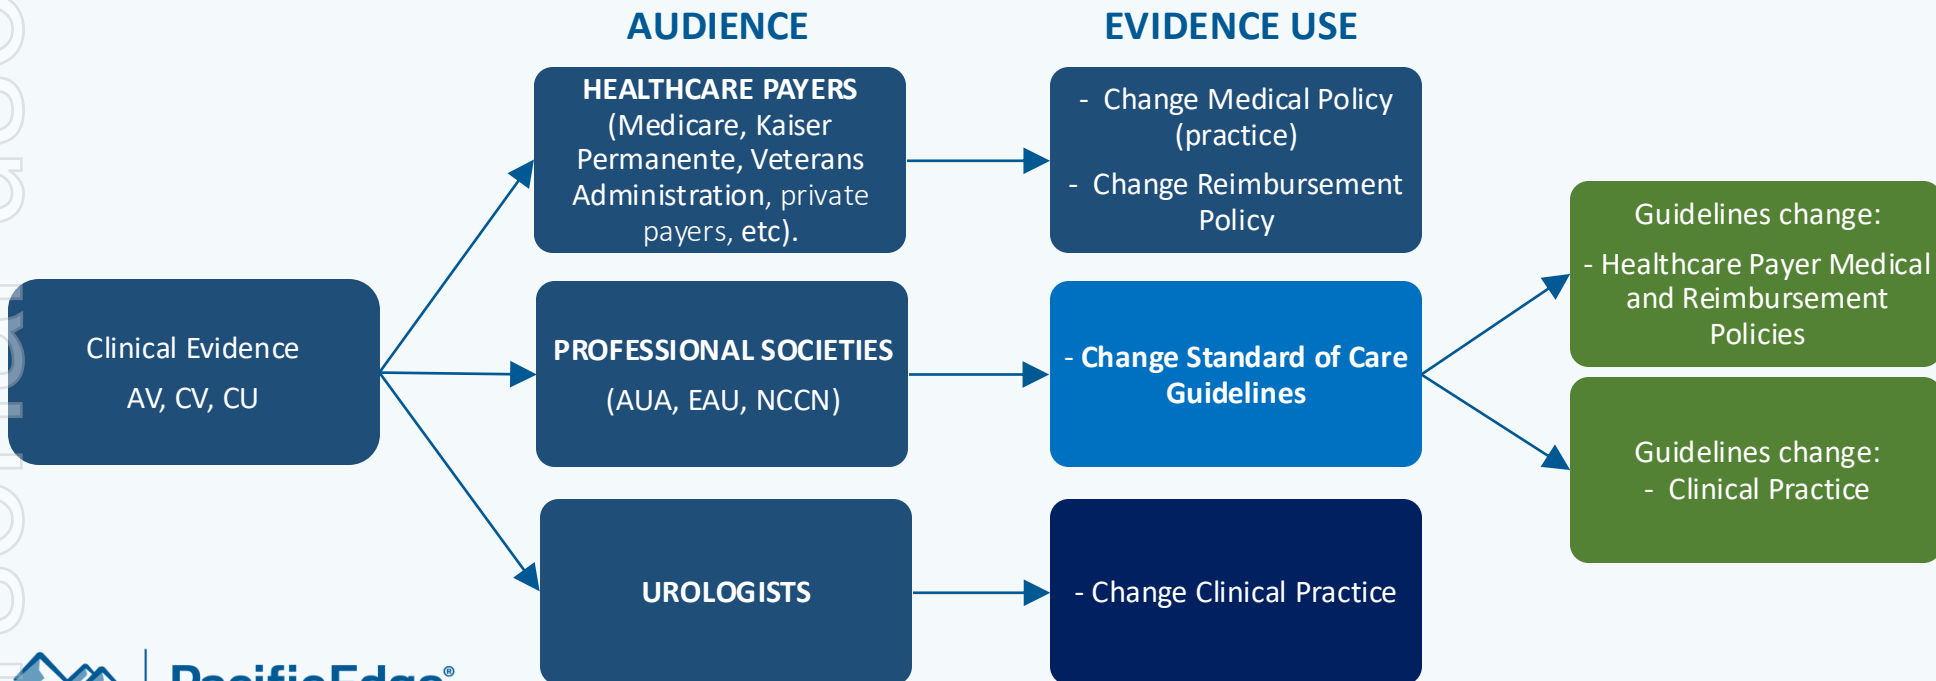 AUDIENCE
EVIDENCE USE
HEALTHCARE PAYERS
(Medicare, Kaiser
Permanente, Veterans
Administration, private
payers, etc).
- Change Medical Policy
(practice)
- Change Reimbursement
Policy
Guidelines change:
- Healthcare Payer Medical
and Reimbursement
Policies
Clinical Evidence
AV, CV, CU
PROFESSIONAL SOCIETIES
(AUA, EAU, NCCN)
- Change Standard of Care
Guidelines
Guidelines change:
- Clinical Practice
UROLOGISTS
- Change Clinical Practice
PacificEdge®